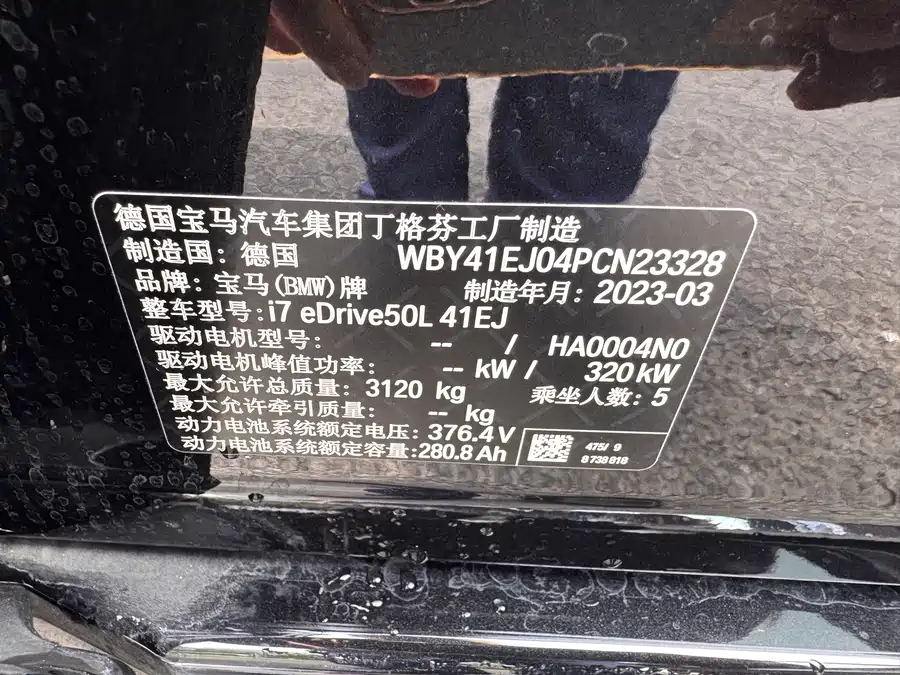 德国宝马汽车集团丁格芬工厂制造
制造国：德国 WBY41EJ04PCN23328
品牌：宝马(BMW)牌 制造年月：2023-03
整车型号：i7 eDrive50L 41EJ
驱动电机型号： -- / HA0004N0
驱动电机峰值功率： -- kW / 320 kW
最大允许总质量：3120 kg 乘坐人数：5
最大允许牵引质量： -- kg
动力电池系统额定电压：376.4V
动力电池系统额定容量:280.8 Ah
475/ 9
8738818